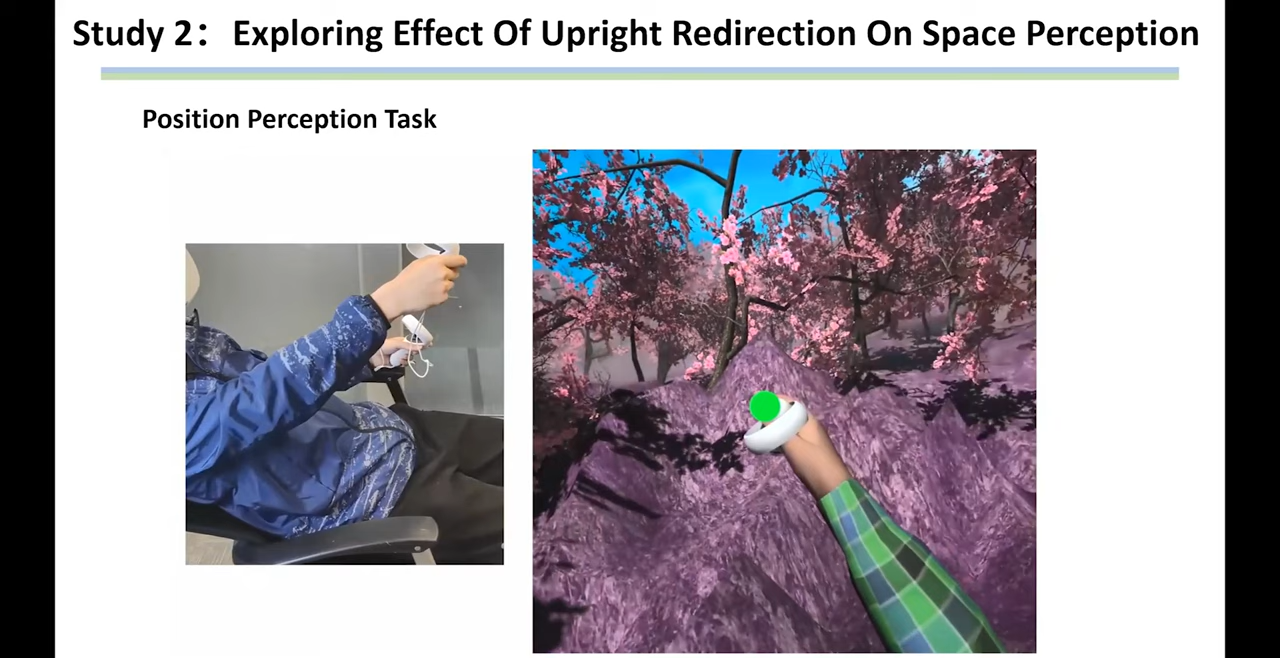 Study 2： Exploring Effect Of Upright Redirection On Space Perception
Position Perception Task